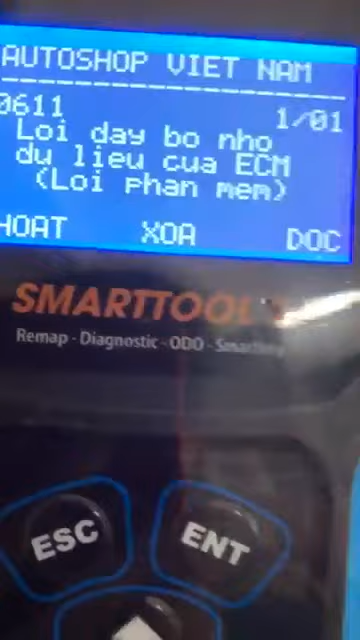 AUTOSHOP VIET NAM
0611 1/01
Loi day bo nho
du lieu cua ECM
(Loi phan mem)
HOAT XOA DOC
SMARTTOOL
Remap - Diagnostic - ODO -
ESC ENT